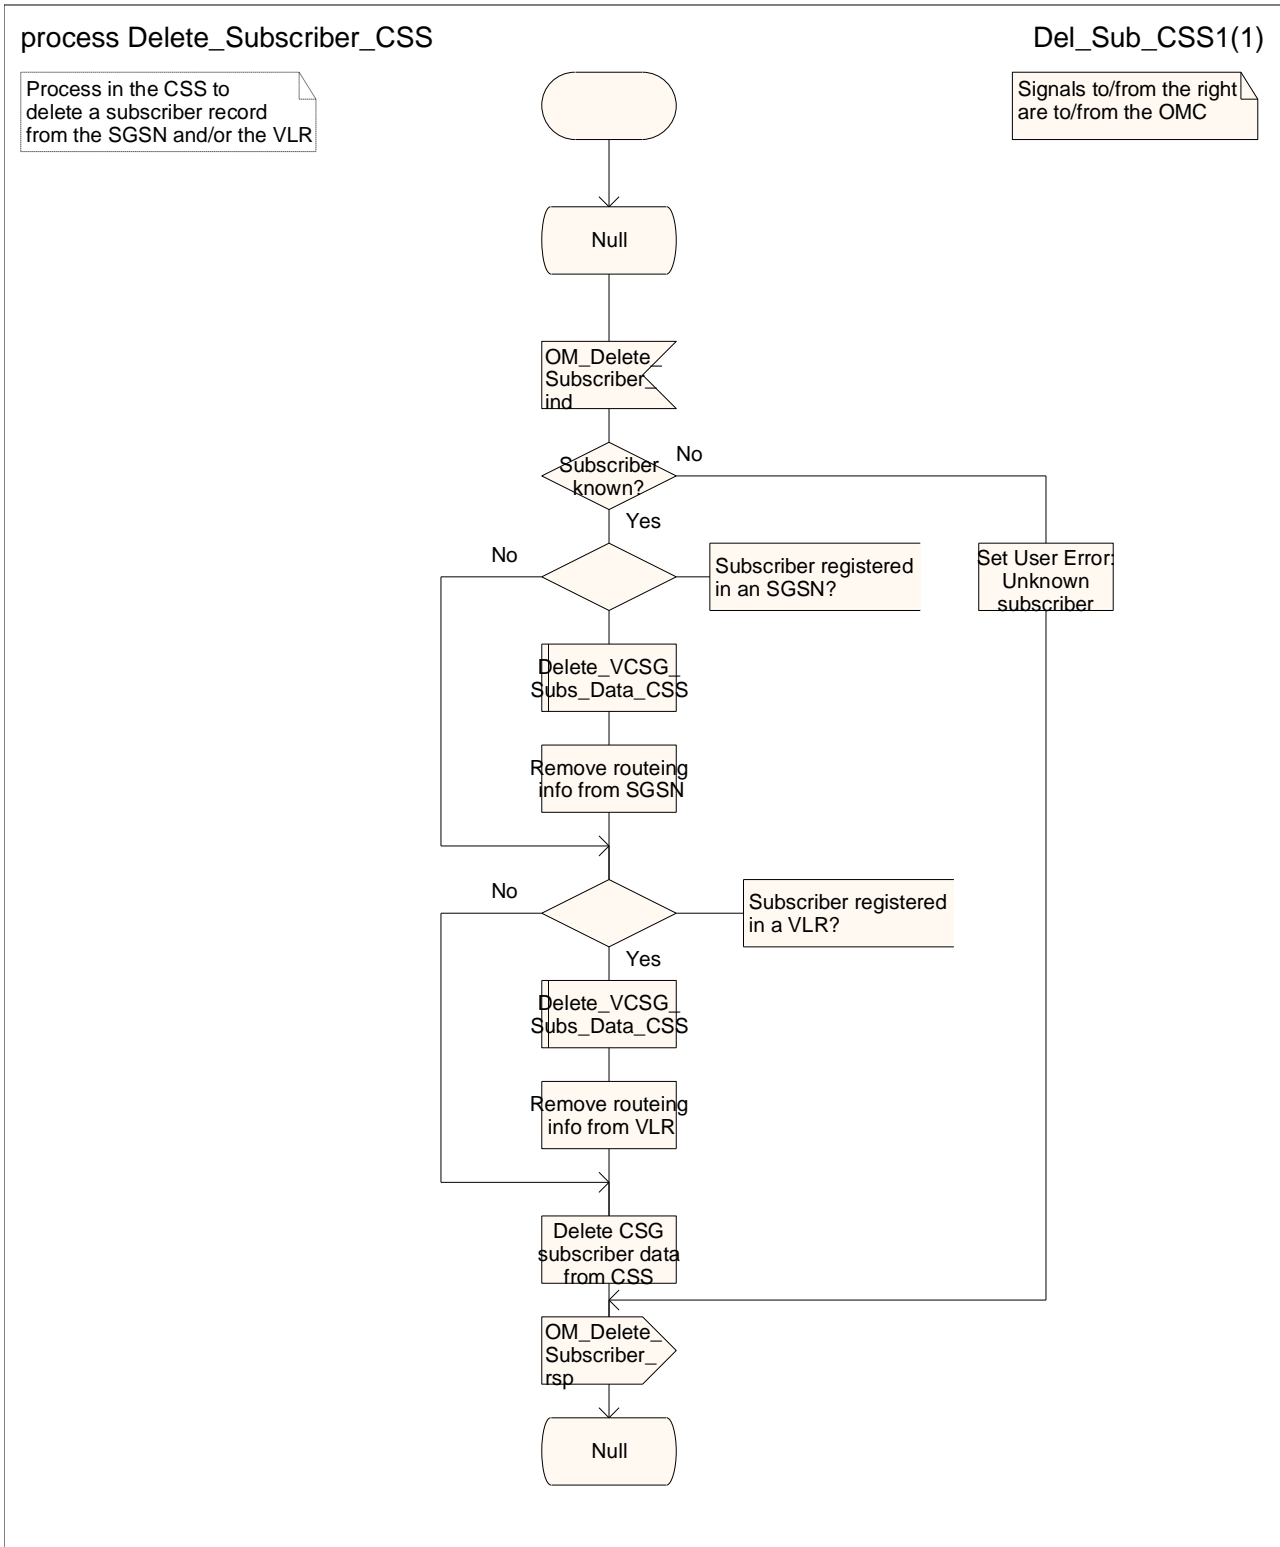 process Delete_Subscriber_CSS
Del_Sub_CSS1(1)
Process in the CSS to
delete a subscriber record
from the SGSN and/or the VLR
Signals to/from the right
are to/from the OMC
Null
OM_Delete_
Subscriber_
ind
Subscriber
known?
No
Yes
No
Subscriber registered
in an SGSN?
Set User Error:
Unknown
subscriber
Delete_VCSG_
Subs_Data_CSS
Remove routeing
info from SGSN
No
Subscriber registered
in a VLR?
Yes
Delete_VCSG_
Subs_Data_CSS
Remove routeing
info from VLR
Delete CSG
subscriber data
from CSS
OM_Delete_
Subscriber_
rsp
Null